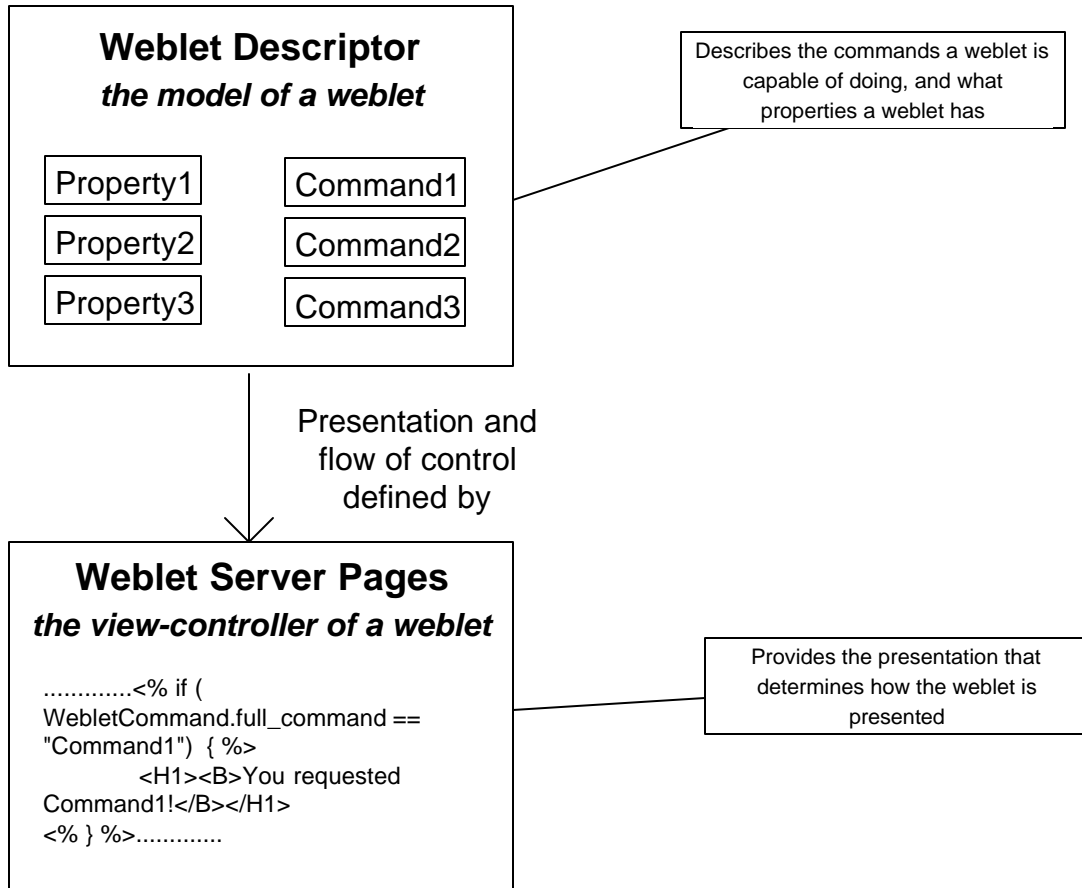 Weblet Descriptor
the model of a weblet
Describes the commands a weblet is
capable of doing, and what
properties a weblet has
Property1
Command1
Property2
Command2
Property3
Command3
Presentation and
flow of control
defined by
Weblet Server Pages
the view-controller of a weblet
.............<% if (
WebletCommand.full_command ==
"Command1")  { %>
<H1><B>You requested
Command1!</B></H1>
<% } %>.............
Provides the presentation that
determines how the weblet is
presented